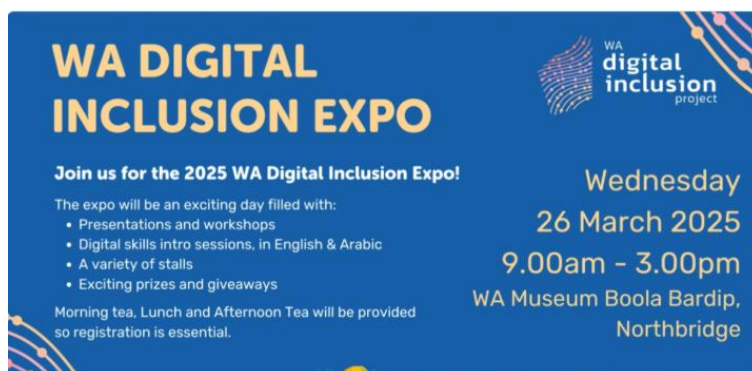 WA DIGITAL
INCLUSION EXPO
WA
digital
inclusion
project
Join us for the 2025 WA Digital Inclusion Expo!
The expo will be an exciting day filled with:
• Presentations and workshops
• Digital skills intro sessions, in English & Arabic
• A variety of stalls
• Exciting prizes and giveaways
Morning tea, Lunch and Afternoon Tea will be provided
so registration is essential.
Wednesday
26 March 2025
9.00am - 3.00pm
WA Museum Boola Bardip,
Northbridge